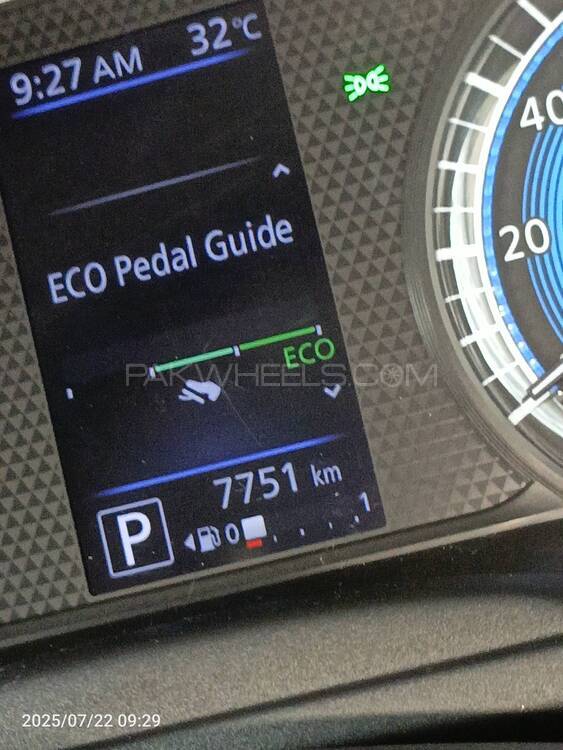 9:27 AM 32°C
40
20
ECO Pedal Guide
ECO
PAKWHEELS.COM
7751 km
P 0 1
2025/07/22 09:29